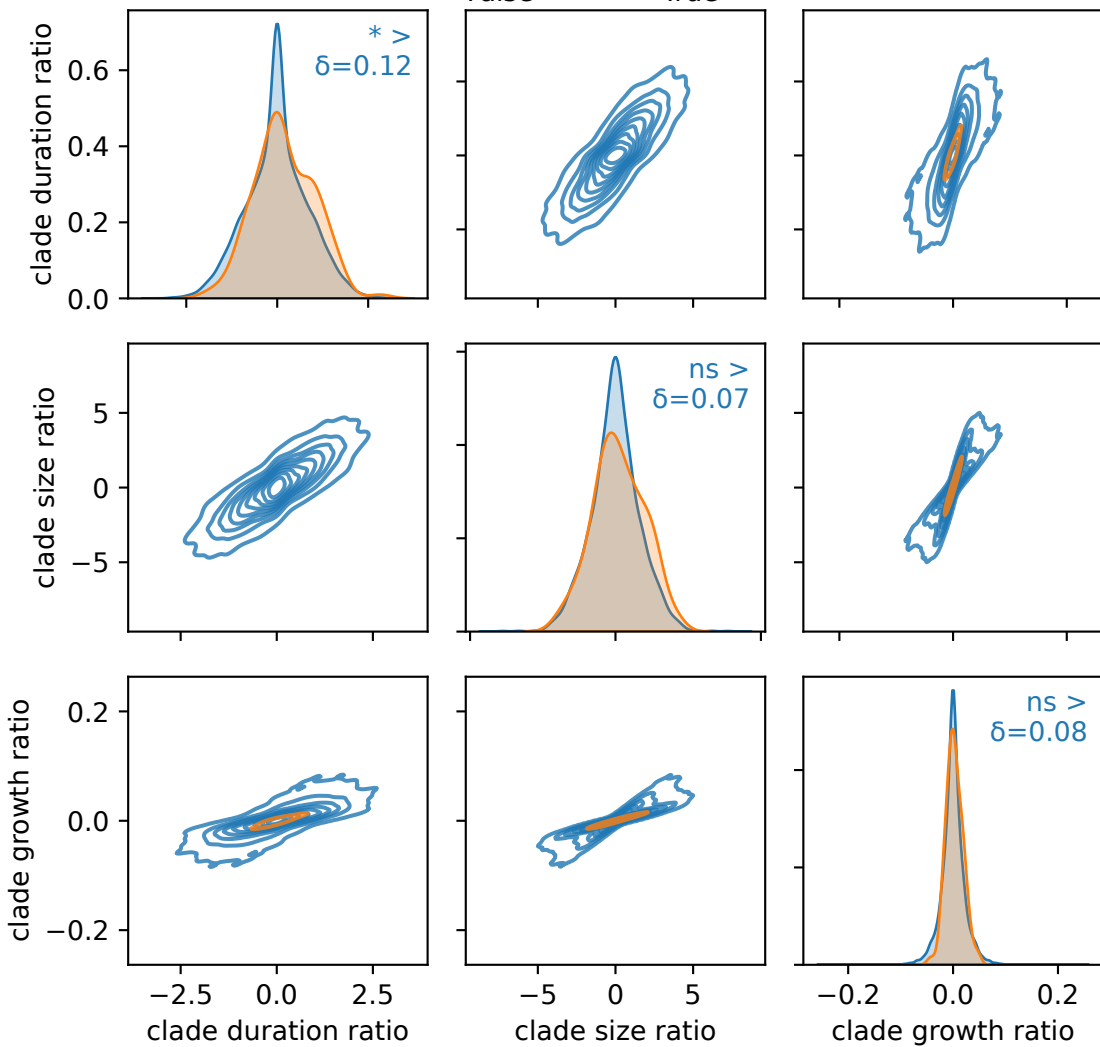 clade duration ratio
0.6
0.4
0.2
0.0
* >
δ=0.12
clade size ratio
5
0
−5
ns >
δ=0.07
clade growth ratio
0.2
0.0
−0.2
ns >
δ=0.08
−2.5 0.0 2.5
−5 0 5
−0.2 0.0 0.2
clade duration ratio
clade size ratio
clade growth ratio